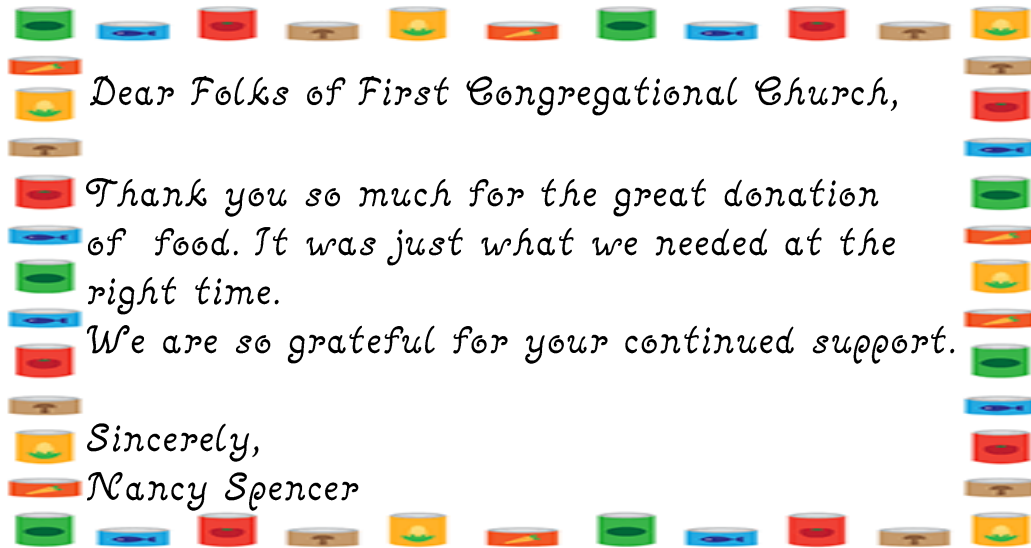 Dear Folks of First Congregational Church,
Thank you so much for the great donation
of food. It was just what we needed at the
right time.
We are so grateful for your continued support.
Sincerely,
Nancy Spencer